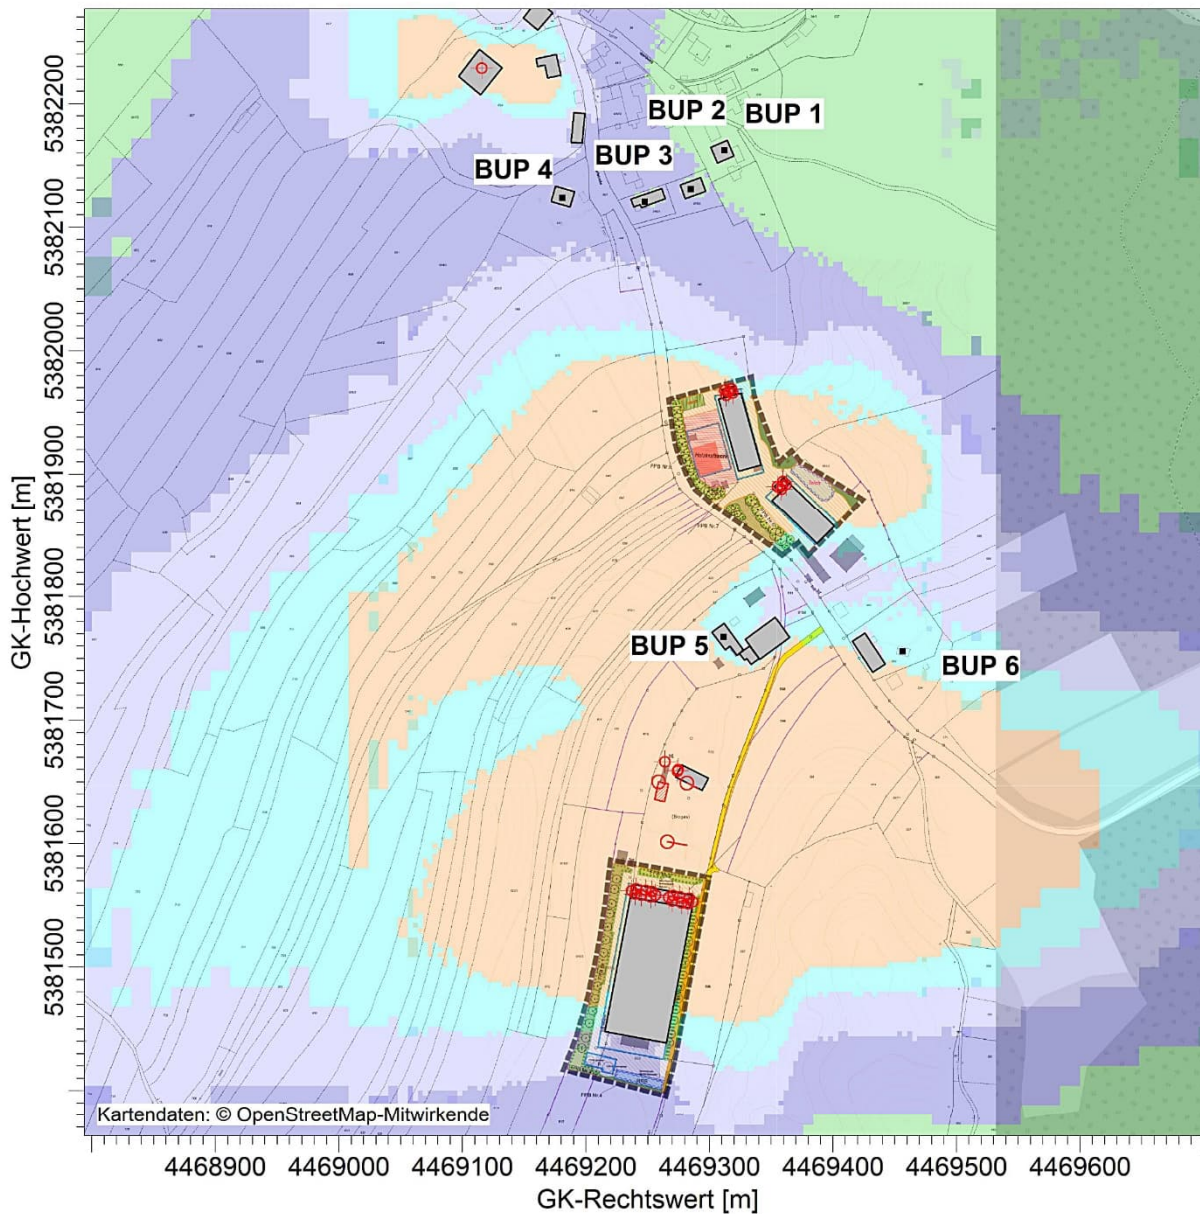 BUP 2
BUP 1
BUP 4
BUP 3
BUP 5
BUP 6
GK-Hochwert [m]
5382200
5382100
5382000
5381900
5381800
5381700
5381600
5381500
Kartendaten: © OpenStreetMap-Mitwirkende
4468900 4469000 4469100 4469200 4469300 4469400 4469500 4469600
GK-Rechtswert [m]